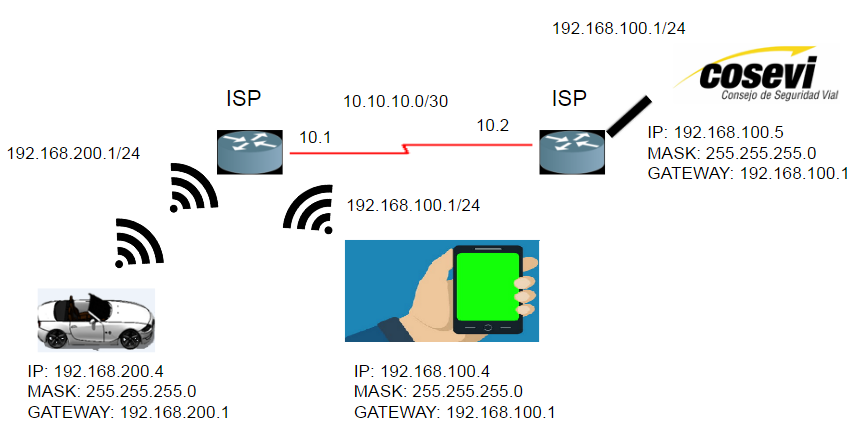 192.168.100.1/24
cosevi
Consejo de Seguridad Vial
ISP
10.10.10.0/30
ISP
10.1
10.2
IP: 192.168.100.5
MASK: 255.255.255.0
GATEWAY: 192.168.100.1
192.168.200.1/24
192.168.100.1/24
IP: 192.168.200.4
MASK: 255.255.255.0
GATEWAY: 192.168.200.1
IP: 192.168.100.4
MASK: 255.255.255.0
GATEWAY: 192.168.100.1